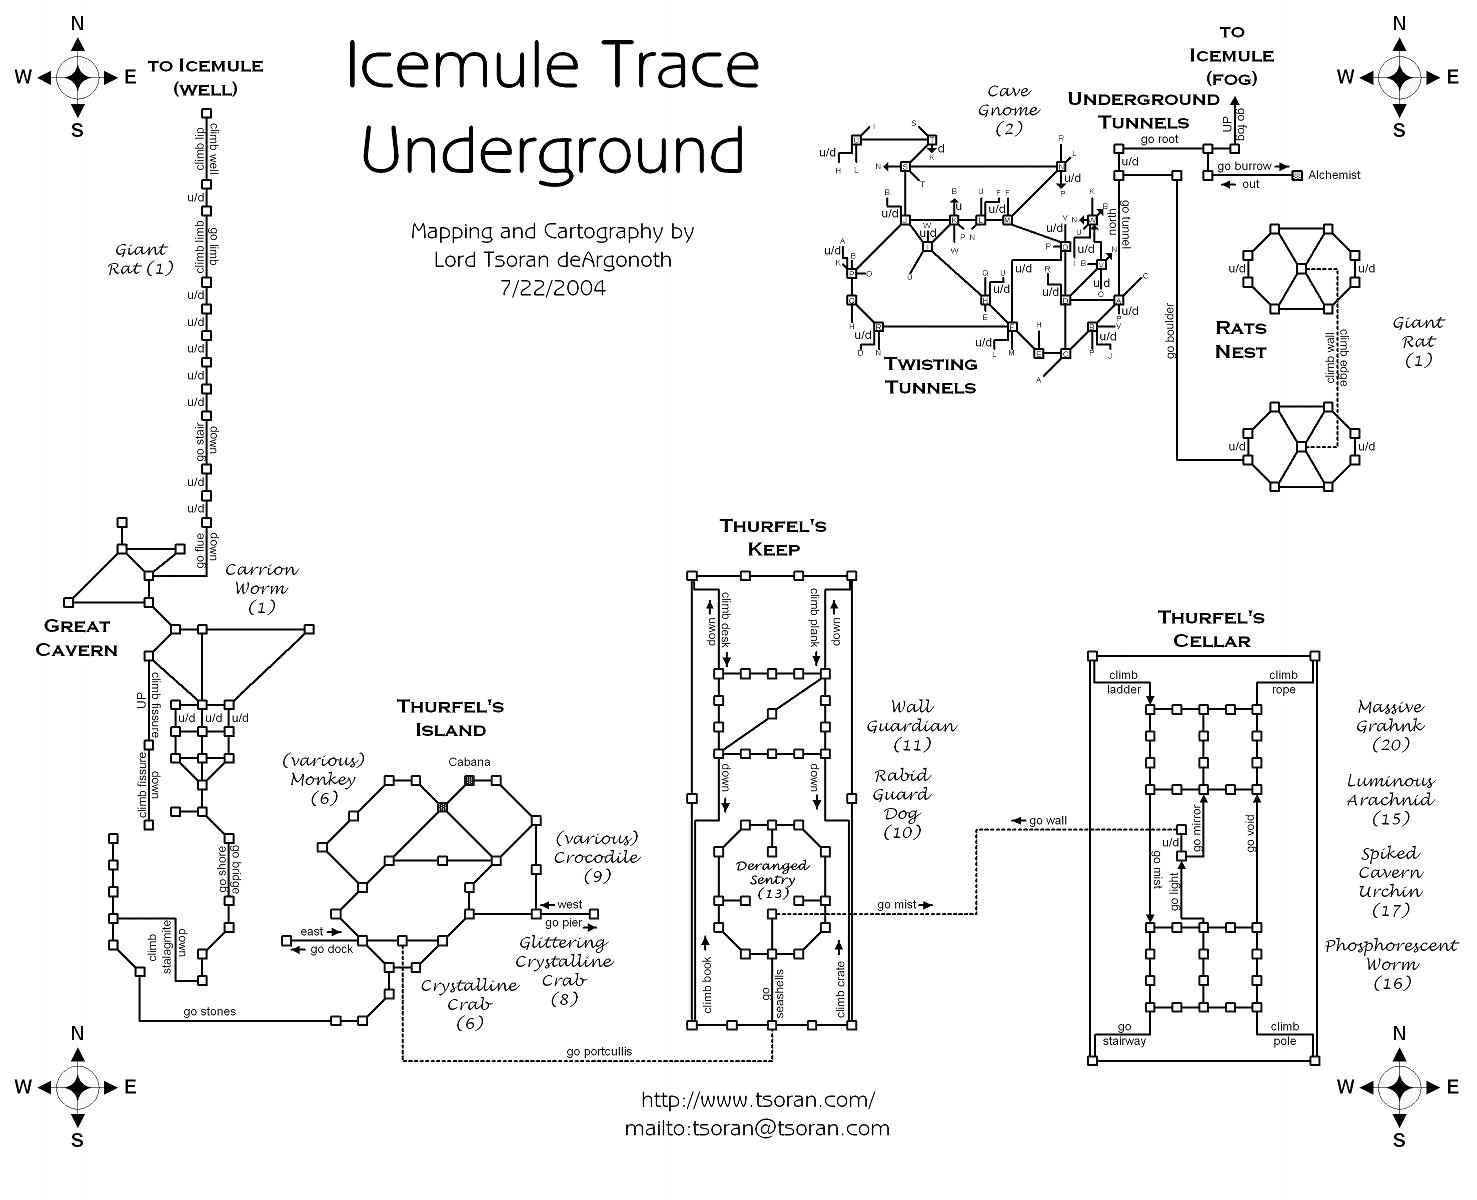 N
W E
S
TO ICEMULE
(WELL)
Icemule Trace
Underground
Mapping and Cartography by
Lord Tsoran deArgonoth
7/22/2004
N
W E
S
TO
ICEMULE
(FOG)
UP
go fog
Cave
Gnome
(2)
UNDERGROUND
TUNNELS
go root
u/d
go burrow
out
Alchemist
go tunnel
north
go boulder
TWISTING
TUNNELS
RATS
NEST
u/d
u/d
climb wall
climb edge
u/d
u/d
Giant
Rat
(1)
climb dip
climb well
u/d
climb limb
go limb
Giant
Rat (1)
u/d
u/d
u/d
u/d
u/d
go stair
down
u/d
u/d
go flue
down
Carrion
Worm
(1)
GREAT
CAVERN
UP
climb fissure
u/d u/d u/d
climb fissure
down
go shore
go bridge
climb
stalagmite
down
go stones
THURFEL'S
ISLAND
Cabana
(various)
Monkey
(6)
(various)
Crocodile
(9)
west
go pier
east
go dock
Glittering
Crystalline
Crab
(8)
Crystalline
Crab
(6)
go portcullis
THURFEL'S
KEEP
down
climb desk
climb plank
down
down
down
Wall
Guardian
(11)
Rabid
Guard
Dog
(10)
Deranged
Sentry
(13)
climb book
go
seashells
climb crate
go mist
go wall
THURFEL'S
CELLAR
climb
ladder
climb
rope
u/d
go mirror
go void
go mist
go light
go
stairway
climb
pole
Massive
Grahnk
(20)
Luminous
Arachnid
(15)
Spiked
Cavern
Urchin
(17)
Phosphorescent
Worm
(16)
N
W E
S
http://www.tsoran.com/
mailto:tsoran@tsoran.com
N
W E
S